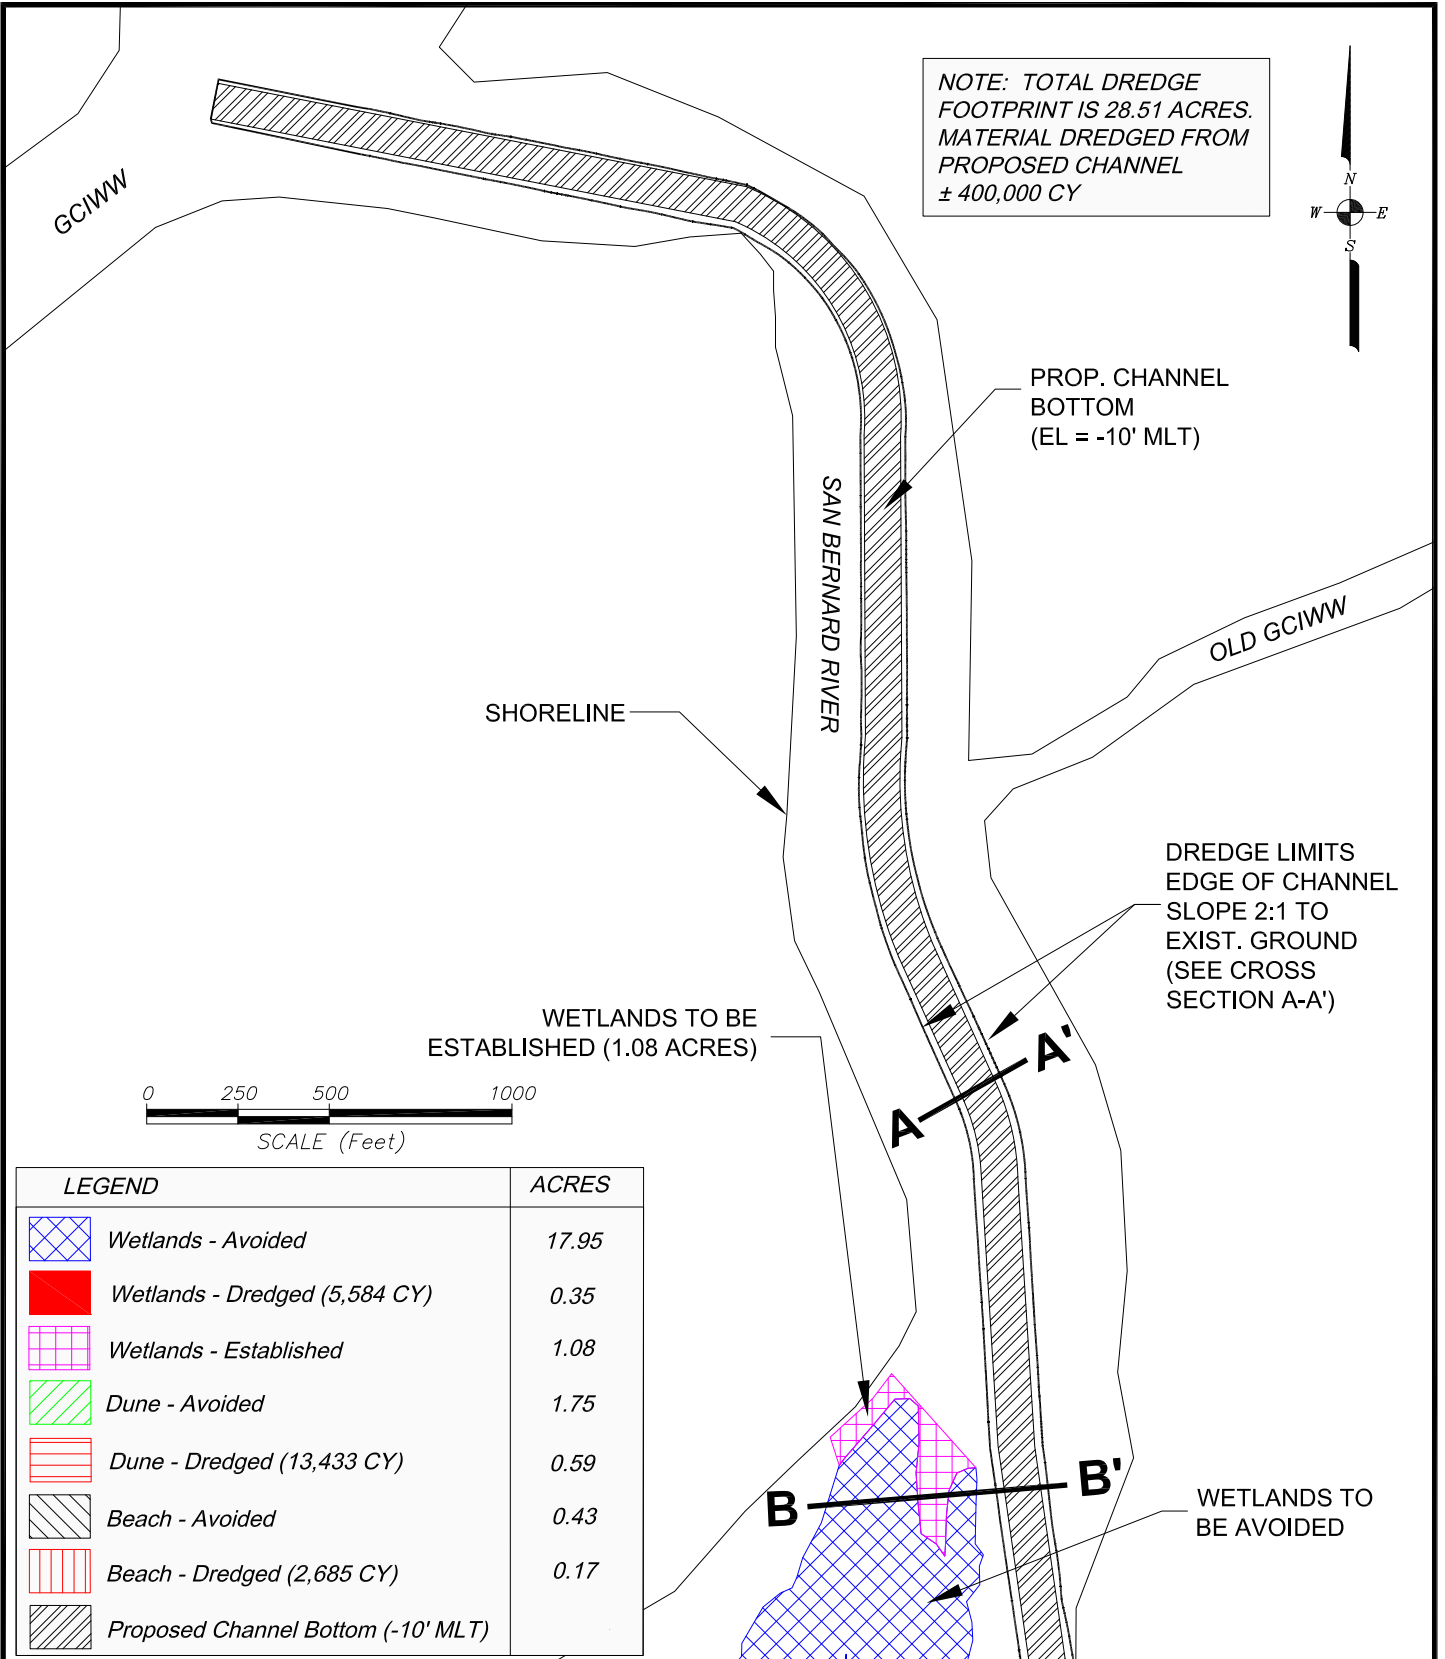 NOTE: TOTAL DREDGE
FOOTPRINT IS 28.51 ACRES.
MATERIAL DREDGED FROM
PROPOSED CHANNEL
± 400,000 CY
N
W E
S
GCIWW
PROP. CHANNEL
BOTTOM
(EL = -10' MLT)
SAN BERNARD RIVER
OLD GCIWW
SHORELINE
DREDGE LIMITS
EDGE OF CHANNEL
SLOPE 2:1 TO
EXIST. GROUND
(SEE CROSS
SECTION A-A')
WETLANDS TO BE
ESTABLISHED (1.08 ACRES)
A'
A
0 250 500 1000
SCALE (Feet)
LEGEND ACRES
Wetlands - Avoided 17.95
Wetlands - Dredged (5,584 CY) 0.35
Wetlands - Established 1.08
Dune - Avoided 1.75
Dune - Dredged (13,433 CY) 0.59
Beach - Avoided 0.43
Beach - Dredged (2,685 CY) 0.17
Proposed Channel Bottom (-10' MLT)
B B'
WETLANDS TO
BE AVOIDED